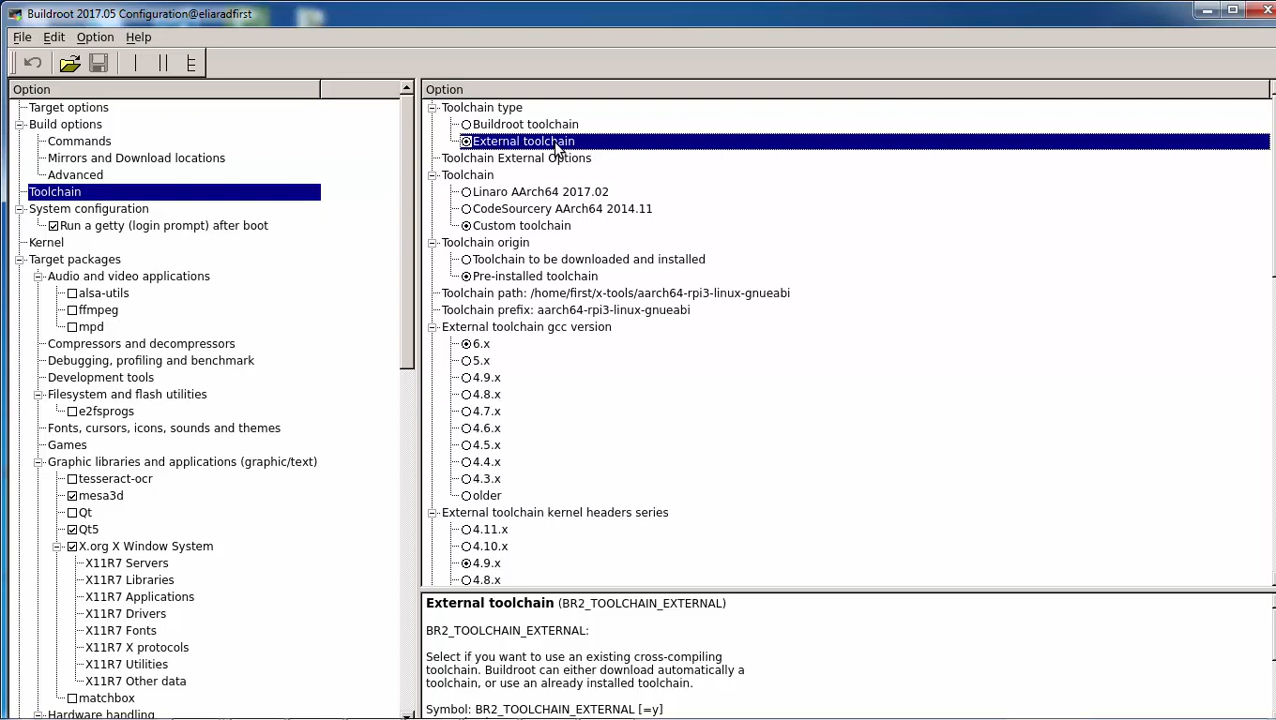 Buildroot 2017.05 Configuration@eliaradfirst
File Edit Option Help
Option
Target options
Build options
Commands
Mirrors and Download locations
Advanced
Toolchain
System configuration
Run a getty (login prompt) after boot
Kernel
Target packages
Audio and video applications
alsa-utils
ffmpeg
mpd
Compressors and decompressors
Debugging, profiling and benchmark
Development tools
Filesystem and flash utilities
e2fsprogs
Fonts, cursors, icons, sounds and themes
Games
Graphic libraries and applications (graphic/text)
tesseract-ocr
mesa3d
Qt
Qt5
X.org X Window System
X11R7 Servers
X11R7 Libraries
X11R7 Applications
X11R7 Drivers
X11R7 Fonts
X11R7 X protocols
X11R7 Utilities
X11R7 Other data
matchbox
Hardware handling
Option
Toolchain type
Buildroot toolchain
External toolchain
Toolchain External Options
Toolchain
Linaro AArch64 2017.02
CodeSourcery AArch64 2014.11
Custom toolchain
Toolchain origin
Toolchain to be downloaded and installed
Pre-installed toolchain
Toolchain path: /home/first/x-tools/aarch64-rpi3-linux-gnueabi
Toolchain prefix: aarch64-rpi3-linux-gnueabi
External toolchain gcc version
6.x
5.x
4.9.x
4.8.x
4.7.x
4.6.x
4.5.x
4.4.x
4.3.x
older
External toolchain kernel headers series
4.11.x
4.10.x
4.9.x
4.8.x
External toolchain (BR2_TOOLCHAIN_EXTERNAL)
BR2_TOOLCHAIN_EXTERNAL:
Select if you want to use an existing cross-compiling
toolchain. Buildroot can either download automatically a
toolchain, or use an already installed toolchain.
Symbol: BR2_TOOLCHAIN_EXTERNAL [=y]